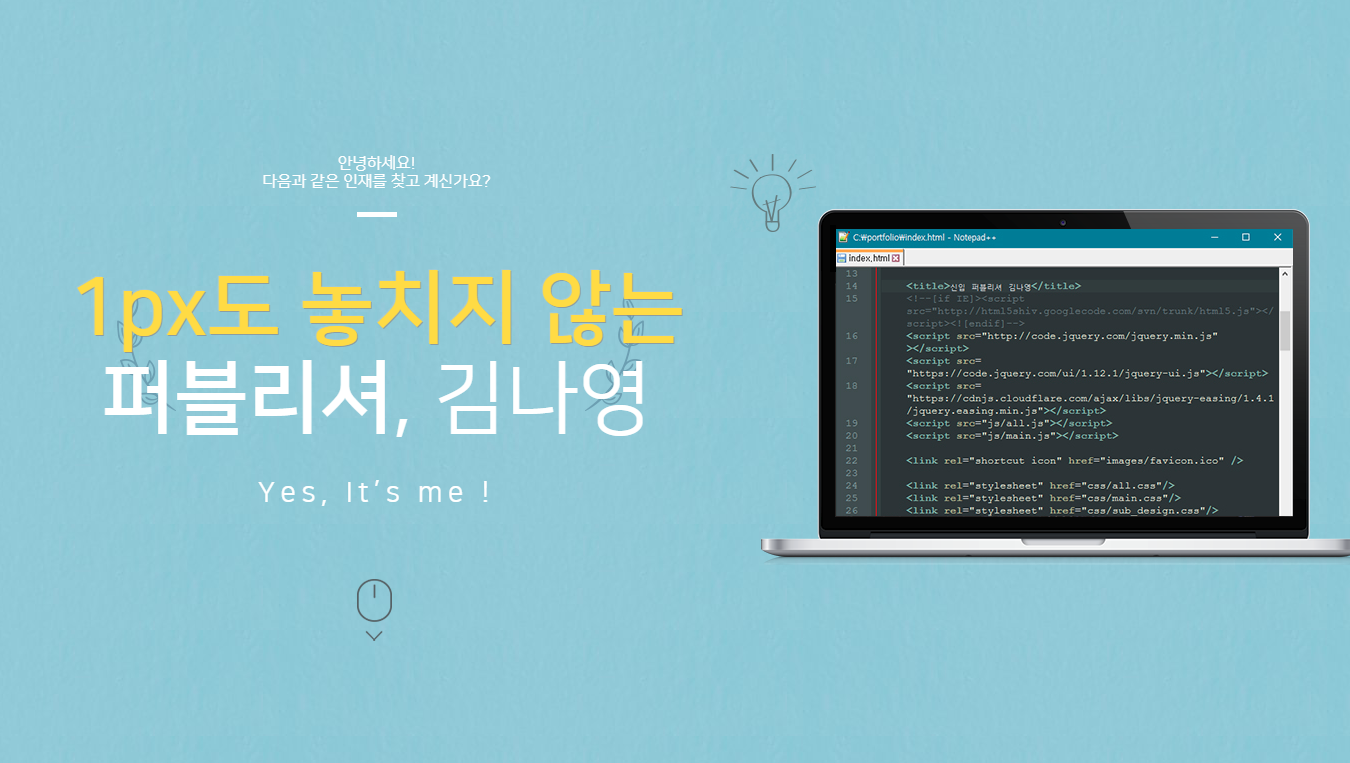 안녕하세요!
다음과 같은 인재를 찾고 계신가요?
1px도 놓치지 않는
퍼블리셔, 김나영
Yes, It's me !
C:₩portfolio₩index.html - Notepad++
index.html
13
14 <title>신입 퍼블리셔 김나영</title>
15 <!--[if IE]><script
src="http://html5shiv.googlecode.com/svn/trunk/html5.js"></
script><![endif]-->
16 <script src="http://code.jquery.com/jquery.min.js"
></script>
17 <script src=
"https://code.jquery.com/ui/1.12.1/jquery-ui.js"></script>
18 <script src=
"https://cdnjs.cloudflare.com/ajax/libs/jquery-easing/1.4.1
/jquery.easing.min.js"></script>
19 <script src="js/all.js"></script>
20 <script src="js/main.js"></script>
21
22 <link rel="shortcut icon" href="images/favicon.ico" />
23
24 <link rel="stylesheet" href="css/all.css"/>
25 <link rel="stylesheet" href="css/main.css"/>
26 <link rel="stylesheet" href="css/sub_design.css"/>